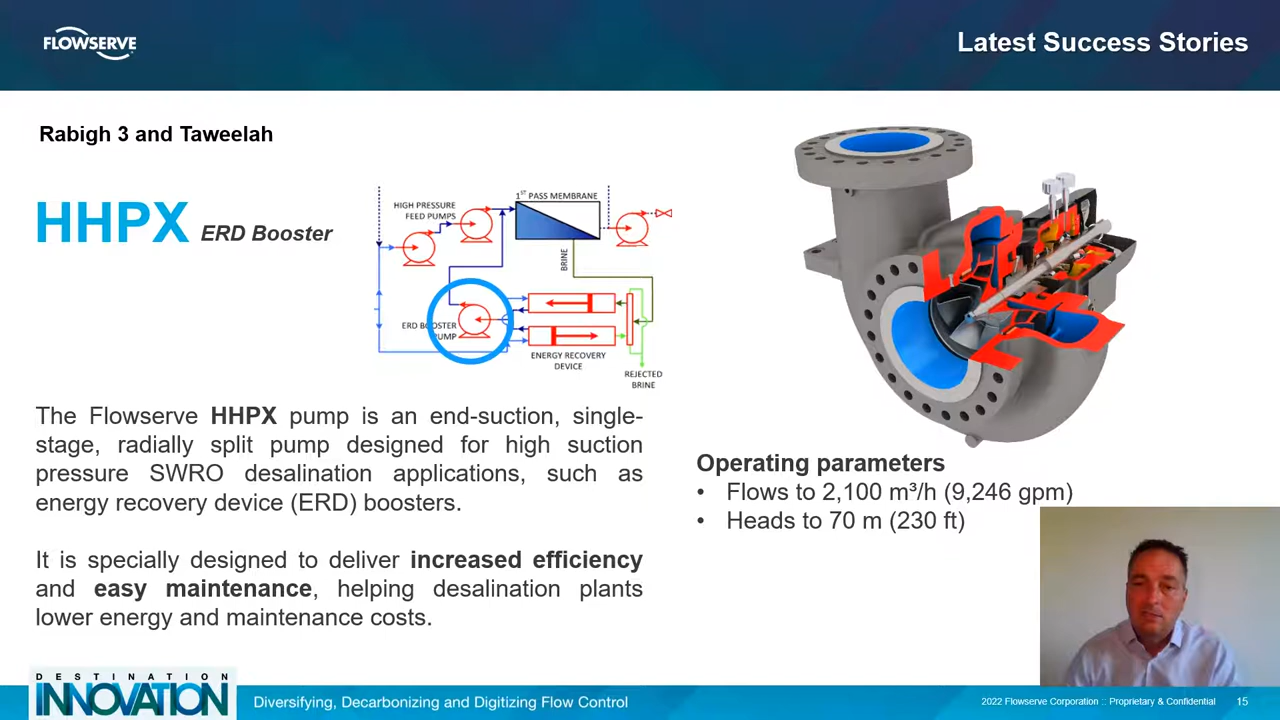 FLOWSERVE
Latest Success Stories
Rabigh 3 and Taweelah
HHPX ERD Booster
HIGH PRESSURE
FEED PUMPS
1ST PASS MEMBRANE
BRINE
ERD BOOSTER
PUMP
ENERGY RECOVERY
DEVICE
REJECTED
BRINE
The Flowserve HHPX pump is an end-suction, single-
stage, radially split pump designed for high suction
pressure SWRO desalination applications, such as
energy recovery device (ERD) boosters.
It is specially designed to deliver increased efficiency
and easy maintenance, helping desalination plants
lower energy and maintenance costs.
Operating parameters
• Flows to 2,100 m³/h (9,246 gpm)
• Heads to 70 m (230 ft)
DESTINATION
INNOVATION
Diversifying, Decarbonizing and Digitizing Flow Control
2022 Flowserve Corporation :: Proprietary & Confidential
15